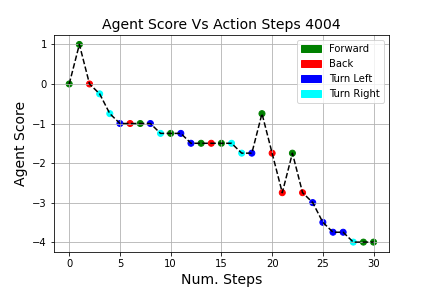 Agent Score Vs Action Steps 4004
Forward
Back
Turn Left
Turn Right
Agent Score
1
0
−1
−2
−3
−4
0 5 10 15 20 25 30
Num. Steps